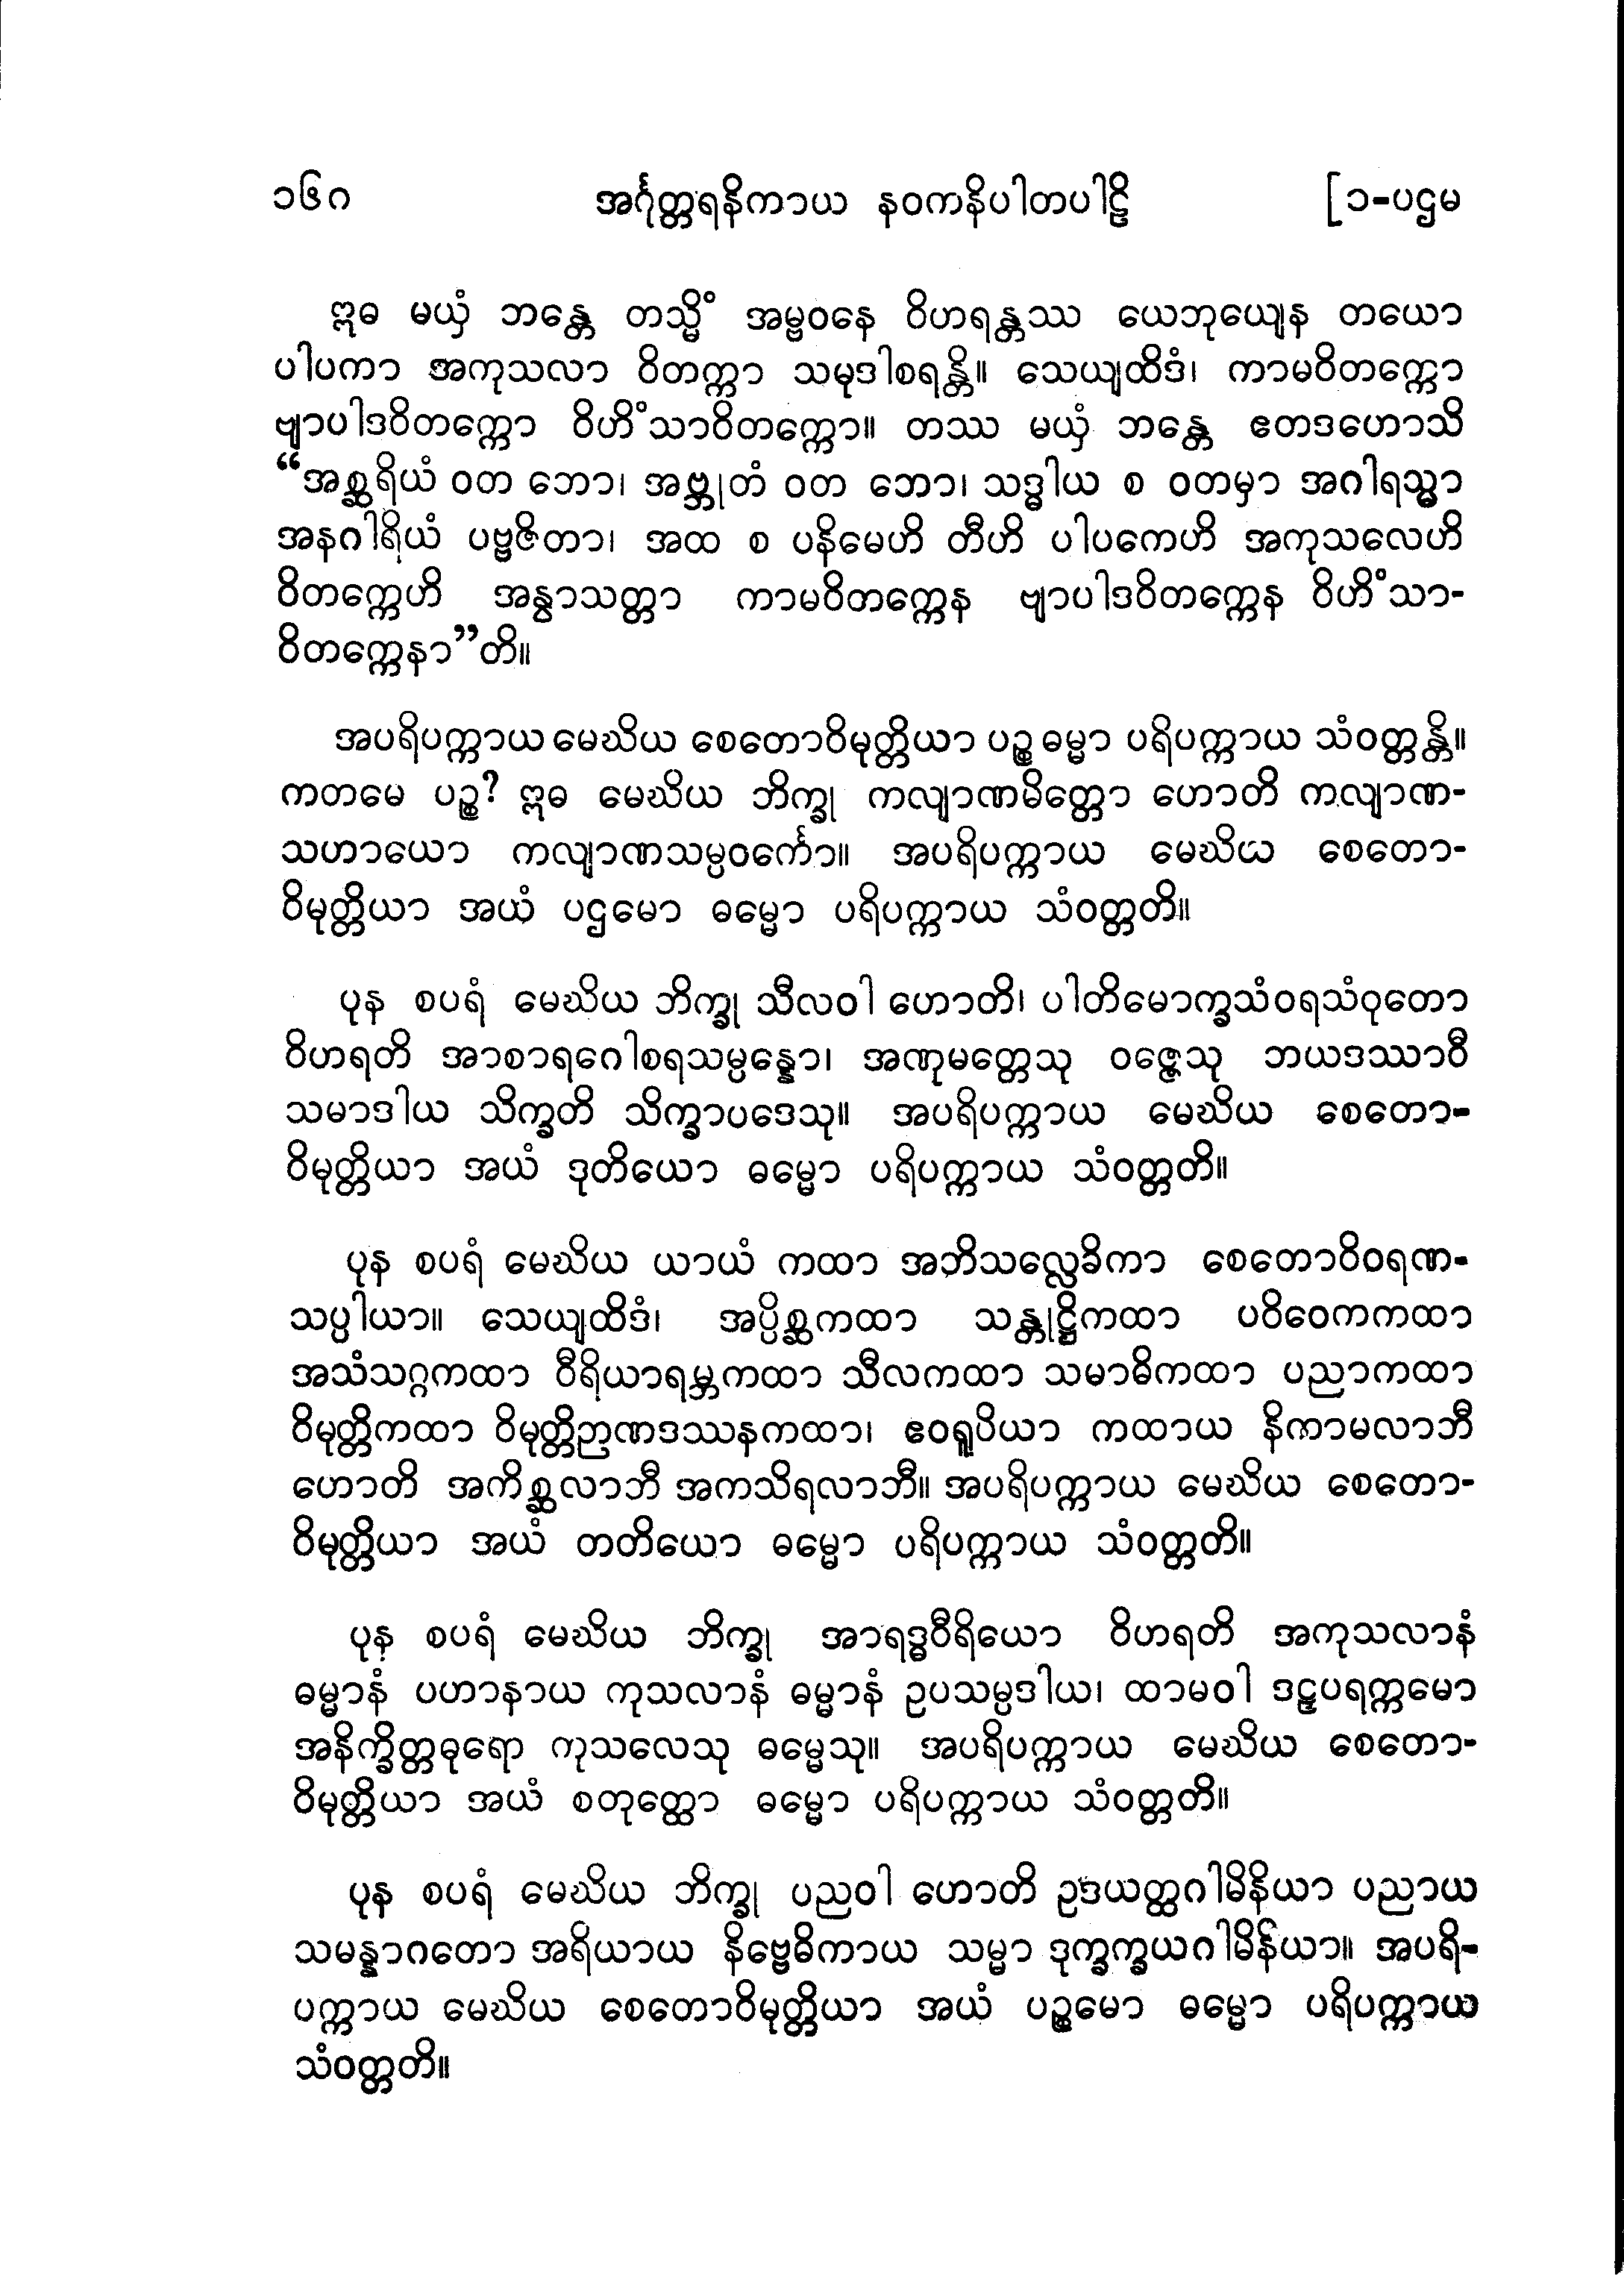 ၁၆ဂ အင်္ဂုတ္တရနိကာယ နဝကနိပါတပါဠိ [၁-ပဌမ
ဣဓ မယှံ ဘန္တေ တသ္မိံ အမ္ဗဝနေ ဝိဟရန္တဿ ယေဘုယျေန တယော
ပါပကာ အကုသလာ ဝိတက္ကာ သမုဒါစရန္တိ။ သေယျထိဒံ၊ ကာမဝိတက္ကော
ဗျာပါဒဝိတက္ကော ဝိဟိံသာဝိတက္ကော။ တဿ မယှံ ဘန္တေ ဧတဒဟောသိ
“အစ္ဆရိယံ ဝတ ဘော၊ အဗ္ဘုတံ ဝတ ဘော၊ သဒ္ဓါယ စ ဝတမှာ အဂါရသ္မာ
အနဂါရိယံ ပဗ္ဗဇိတာ၊ အထ စ ပနိမေဟိ တီဟိ ပါပကေဟိ အကုသလေဟိ
ဝိတက္ကေဟိ အန္ဝာသတ္တာ ကာမဝိတက္ကေန ဗျာပါဒဝိတက္ကေန ဝိဟိံသာ-
ဝိတက္ကေနာ”တိ။
အပရိပက္ကာယ မေဃိယ စေတောဝိမုတ္တိယာ ပဉ္စ ဓမ္မာ ပရိပက္ကာယ သံဝတ္တန္တိ။
ကတမေ ပဉ္စ? ဣဓ မေဃိယ ဘိက္ခု ကလျာဏမိတ္တော ဟောတိ ကလျာဏ-
သဟာယော ကလျာဏသမ္ပဝင်္ကော။ အပရိပက္ကာယ မေဃိယ စေတော-
ဝိမုတ္တိယာ အယံ ပဌမော ဓမ္မော ပရိပက္ကာယ သံဝတ္တတိ။
ပုန စပရံ မေဃိယ ဘိက္ခု သီလဝါ ဟောတိ၊ ပါတိမောက္ခသံဝရသံဝုတော
ဝိဟရတိ အာစာရဂေါစရသမ္ပန္နော၊ အဏုမတ္တေသု ဝဇ္ဇေသု ဘယဒဿာဝီ
သမာဒါယ သိက္ခတိ သိက္ခာပဒေသု။ အပရိပက္ကာယ မေဃိယ စေတော-
ဝိမုတ္တိယာ အယံ ဒုတိယော ဓမ္မော ပရိပက္ကာယ သံဝတ္တတိ။
ပုန စပရံ မေဃိယ ယာယံ ကထာ အဘိသလ္လေခိကာ စေတောဝိဝရဏ-
သပ္ပါယာ။ သေယျထိဒံ၊ အပ္ပိစ္ဆကထာ သန္တုဋ္ဌိကထာ ပဝိဝေကကထာ
အသံသဂ္ဂကထာ ဝီရိယာရမ္ဘကထာ သီလကထာ သမာဓိကထာ ပညာကထာ
ဝိမုတ္တိကထာ ဝိမုတ္တိဉာဏဒဿနကထာ၊ ဧဝရူပိယာ ကထာယ နိကာမလာဘီ
ဟောတိ အကိစ္ဆလာဘီ အကသိရလာဘီ။ အပရိပက္ကာယ မေဃိယ စေတော-
ဝိမုတ္တိယာ အယံ တတိယော ဓမ္မော ပရိပက္ကာယ သံဝတ္တတိ။
ပုန စပရံ မေဃိယ ဘိက္ခု အာရဒ္ဓဝီရိယော ဝိဟရတိ အကုသလာနံ
ဓမ္မာနံ ပဟာနာယ ကုသလာနံ ဓမ္မာနံ ဥပသမ္ပဒါယ၊ ထာမဝါ ဒဠှပရက္ကမော
အနိက္ခိတ္တဓုရော ကုသလေသု ဓမ္မေသု။ အပရိပက္ကာယ မေဃိယ စေတော-
ဝိမုတ္တိယာ အယံ စတုတ္ထော ဓမ္မော ပရိပက္ကာယ သံဝတ္တတိ။
ပုန စပရံ မေဃိယ ဘိက္ခု ပညဝါ ဟောတိ ဥဒယတ္ထဂါမိနိယာ ပညာယ
သမန္နာဂတော အရိယာယ နိဗ္ဗေဓိကာယ သမ္မာ ဒုက္ခက္ခယဂါမိနိယာ။ အပရိ-
ပက္ကာယ မေဃိယ စေတောဝိမုတ္တိယာ အယံ ပဉ္စမော ဓမ္မော ပရိပက္ကာယ
သံဝတ္တတိ။